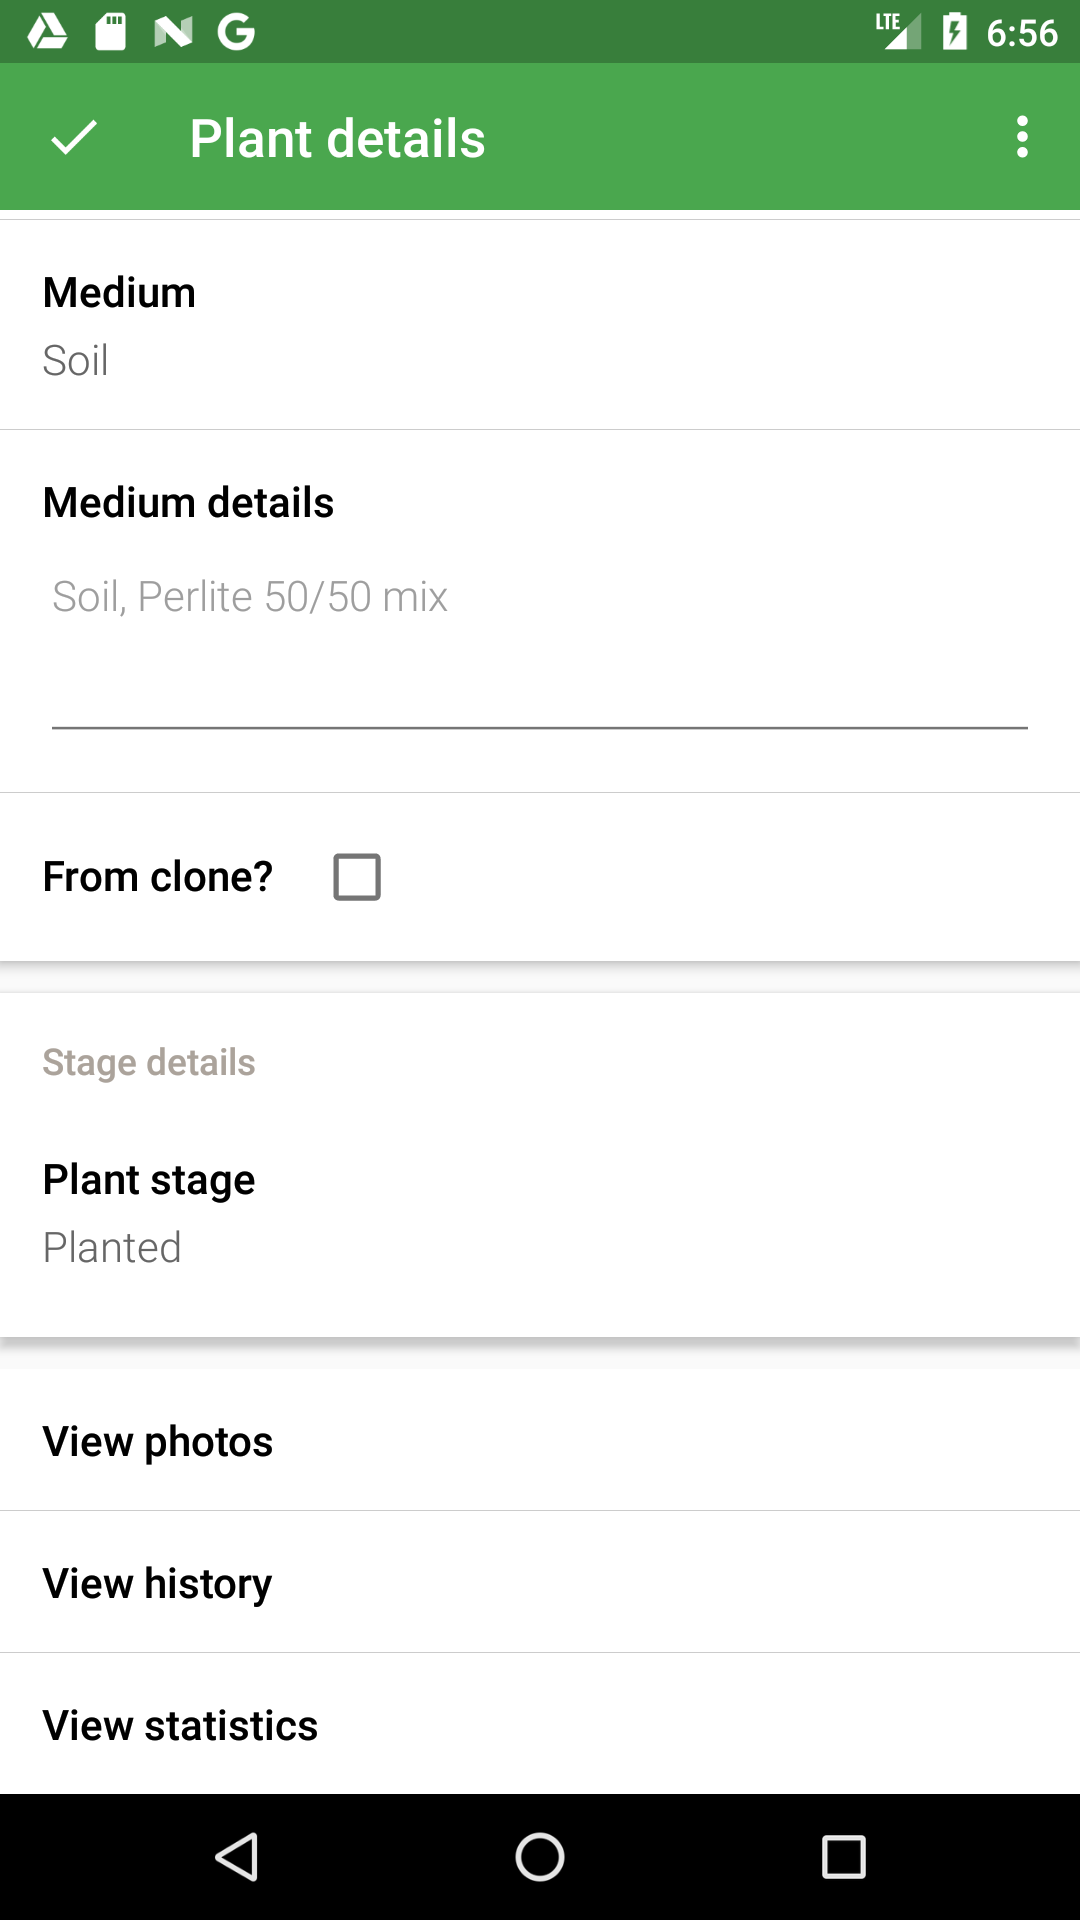 LTE 6:56
Plant details
Medium
Soil
Medium details
Soil, Perlite 50/50 mix
From clone?
Stage details
Plant stage
Planted
View photos
View history
View statistics